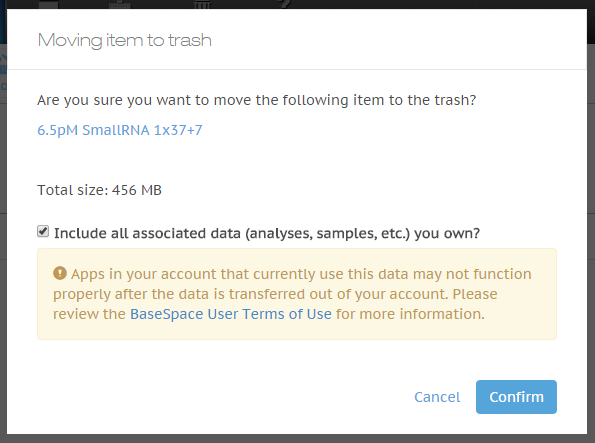 Moving item to trash
Are you sure you want to move the following item to the trash?
6.5pM SmallRNA 1x37+7
Total size: 456 MB
Include all associated data (analyses, samples, etc.) you own?
Apps in your account that currently use this data may not function
properly after the data is transferred out of your account. Please
review the BaseSpace User Terms of Use for more information.
Cancel
Confirm